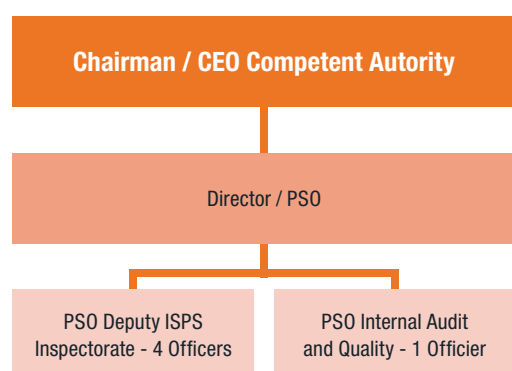 Chairman / CEO Competent Autority
Director / PSO
PSO Deputy ISPS
Inspectorate - 4 Officers
PSO Internal Audit
and Quality - 1 Officier